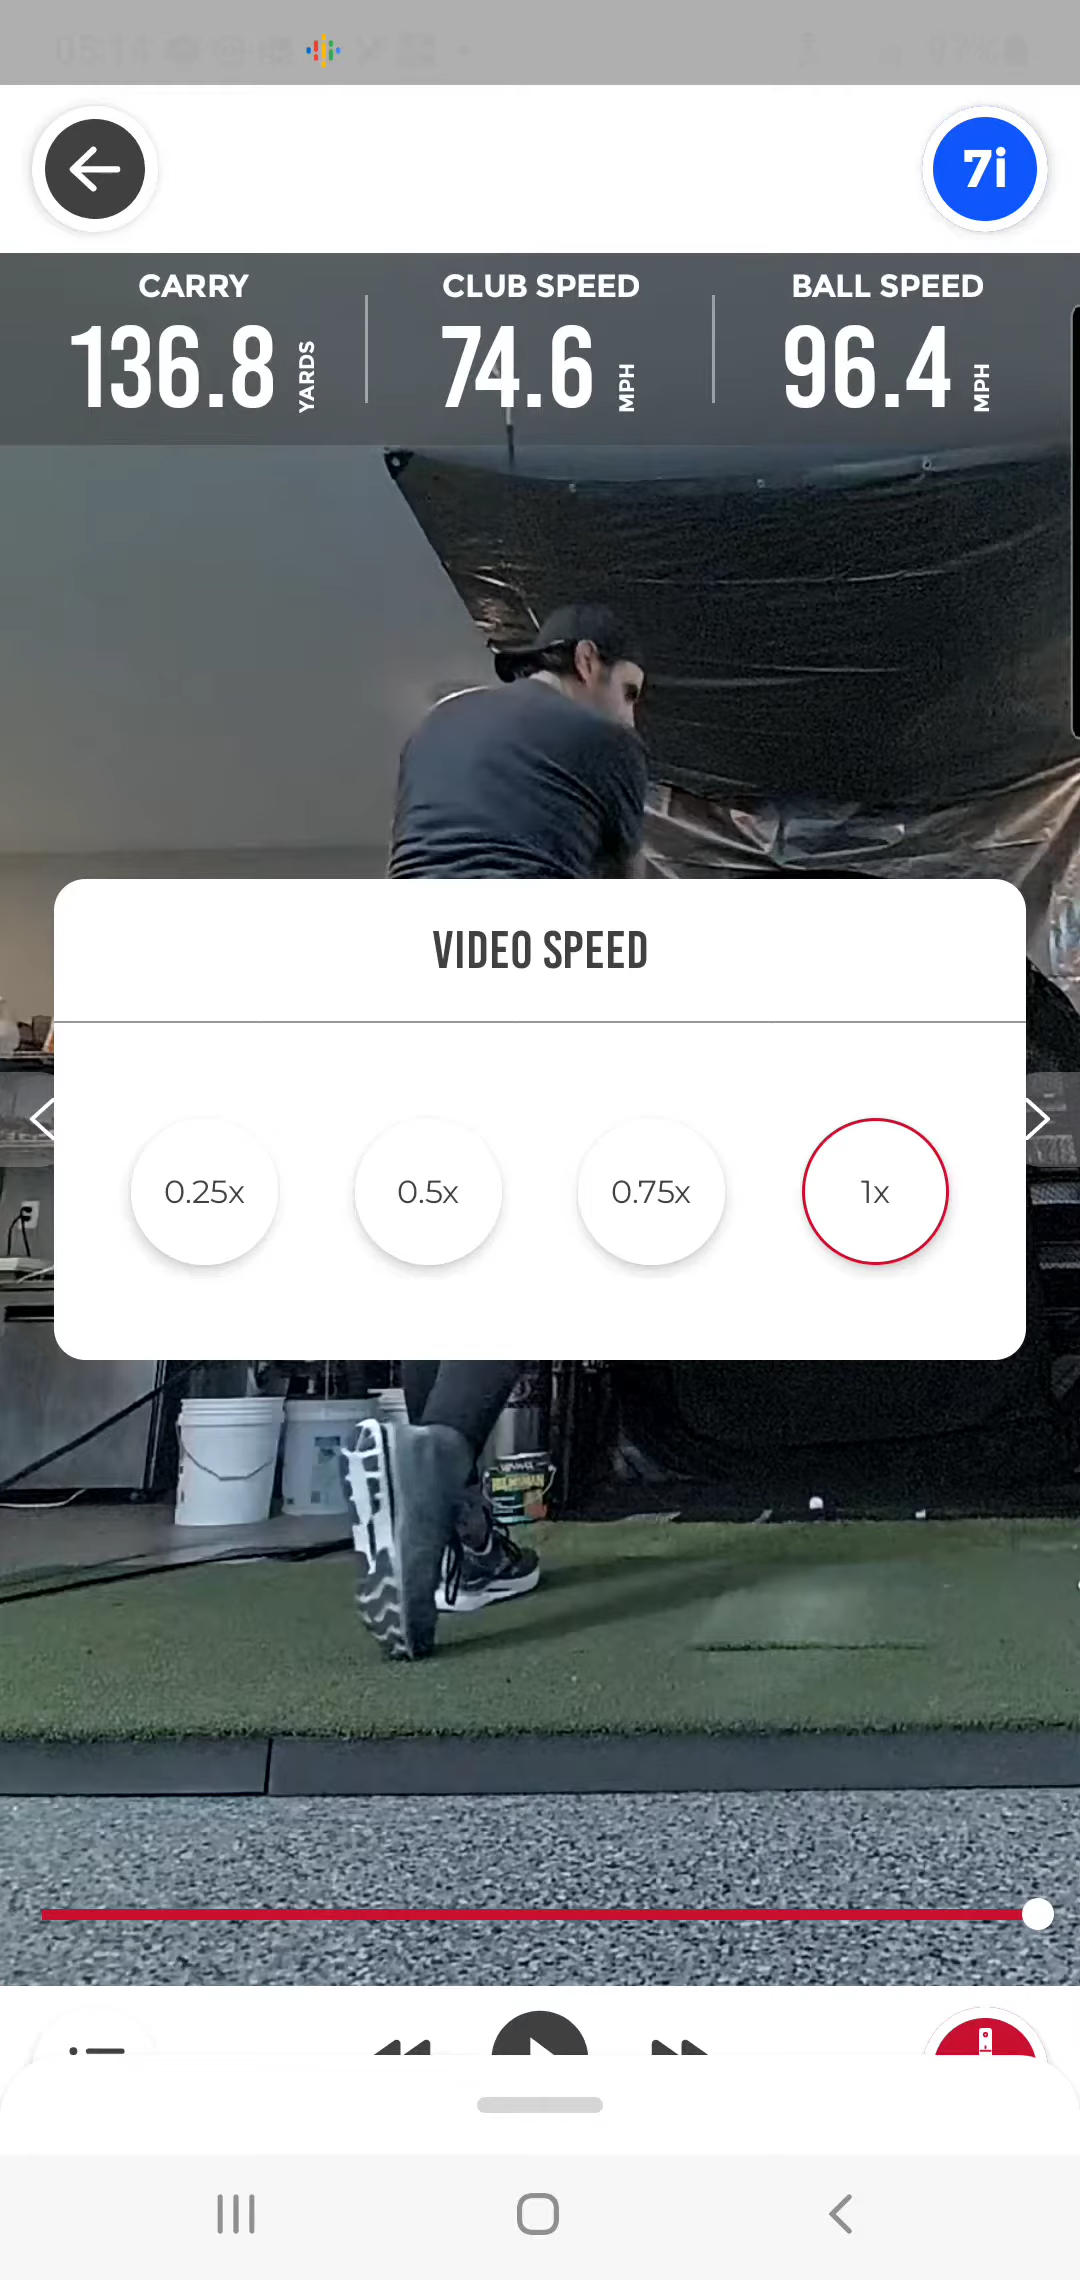 7i
CARRY CLUB SPEED BALL SPEED
136.8 YARDS 74.6 MPH 96.4 MPH
VIDEO SPEED
0.25x 0.5x 0.75x 1x